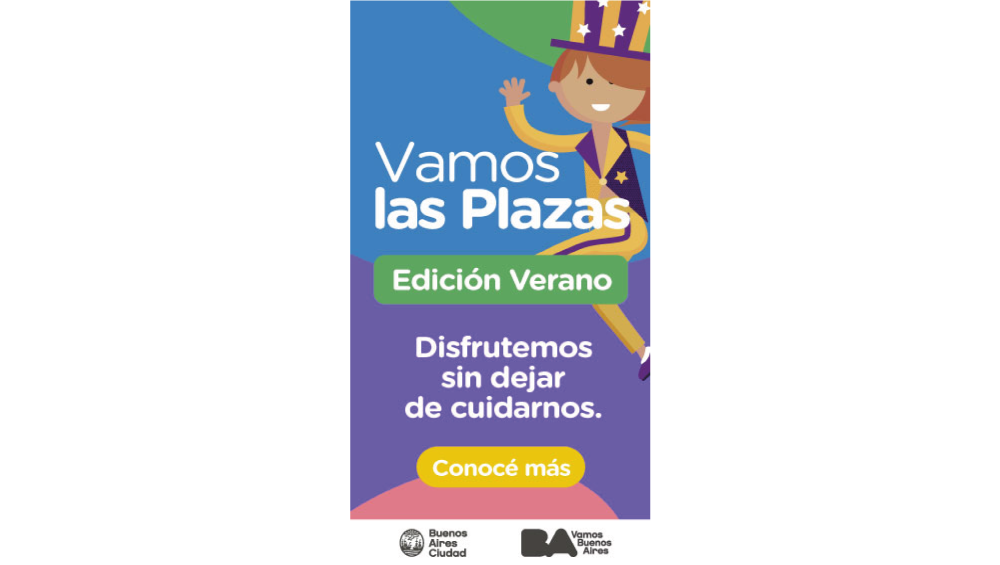 Vamos
las Plazas
Edición Verano
Disfrutemos
sin dejar
de cuidarnos.
Conocé más
Buenos
Aires
Ciudad
BA
Vamos
Buenos
Aires